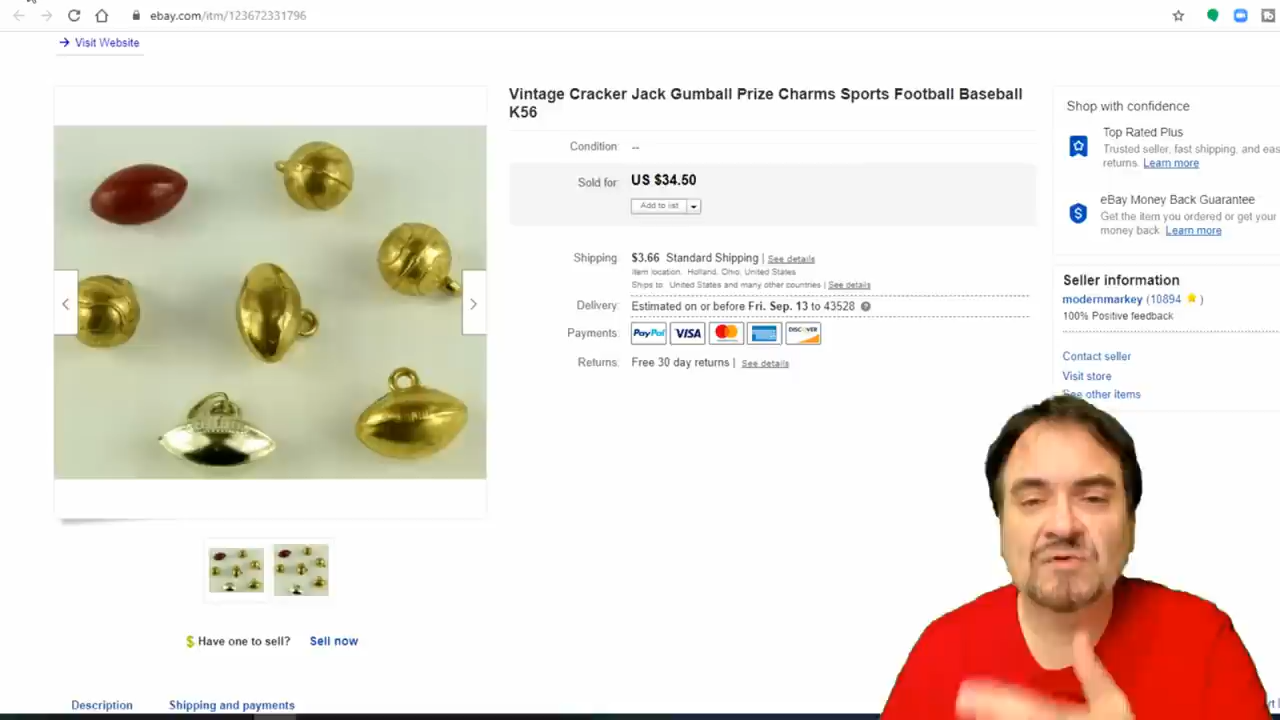 ebay.com/itm/123672331796
→ Visit Website
Vintage Cracker Jack Gumball Prize Charms Sports Football Baseball
K56
Condition: --
Sold for: US $34.50
Add to list
Shipping: $3.66 Standard Shipping | See details
Item location: Holland, Ohio, United States
Ships to: United States and many other countries | See details
Delivery: Estimated on or before Fri. Sep. 13 to 43528
Payments: PayPal VISA DISCOVER
Returns: Free 30 day returns | See details
Shop with confidence
Top Rated Plus
Trusted seller, fast shipping, and eas
returns. Learn more
eBay Money Back Guarantee
Get the item you ordered or get your
money back. Learn more
Seller information
modernmarkey (10894 )
100% Positive feedback
Contact seller
Visit store
See other items
$ Have one to sell? Sell now
Description Shipping and payments